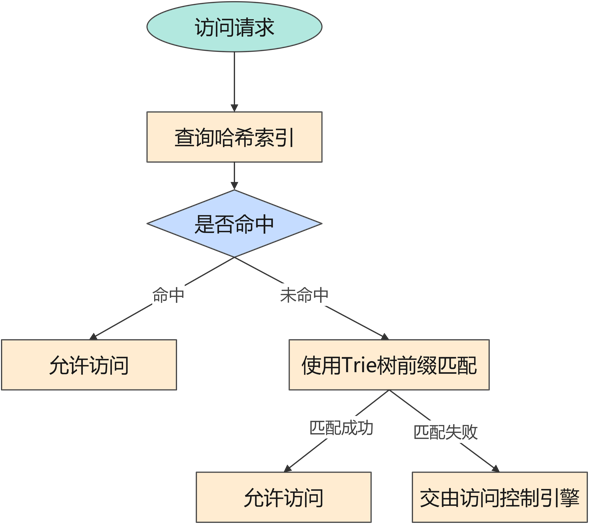 访问请求
查询哈希索引
是否命中
命中
未命中
允许访问
使用Trie树前缀匹配
匹配成功
匹配失败
允许访问
交由访问控制引擎